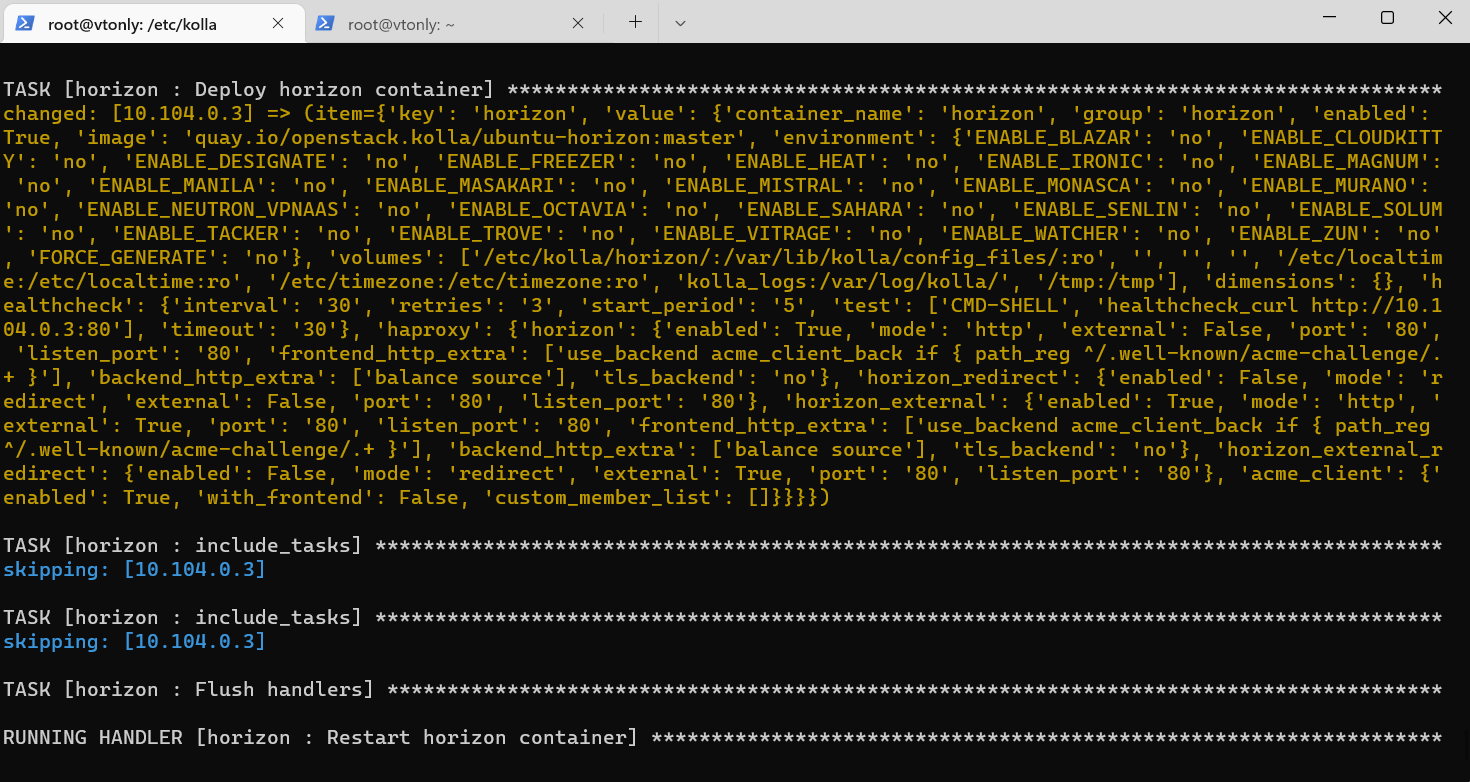 root@vtonly: /etc/kolla
root@vtonly: ~
TASK [horizon : Deploy horizon container] ******************************************************************************
changed: [10.104.0.3] => (item={'key': 'horizon', 'value': {'container_name': 'horizon', 'group': 'horizon', 'enabled':
True, 'image': 'quay.io/openstack.kolla/ubuntu-horizon:master', 'environment': {'ENABLE_BLAZAR': 'no', 'ENABLE_CLOUDKITT
Y': 'no', 'ENABLE_DESIGNATE': 'no', 'ENABLE_FREEZER': 'no', 'ENABLE_HEAT': 'no', 'ENABLE_IRONIC': 'no', 'ENABLE_MAGNUM':
 'no', 'ENABLE_MANILA': 'no', 'ENABLE_MASAKARI': 'no', 'ENABLE_MISTRAL': 'no', 'ENABLE_MONASCA': 'no', 'ENABLE_MURANO':
'no', 'ENABLE_NEUTRON_VPNAAS': 'no', 'ENABLE_OCTAVIA': 'no', 'ENABLE_SAHARA': 'no', 'ENABLE_SENLIN': 'no', 'ENABLE_SOLUM
': 'no', 'ENABLE_TACKER': 'no', 'ENABLE_TROVE': 'no', 'ENABLE_VITRAGE': 'no', 'ENABLE_WATCHER': 'no', 'ENABLE_ZUN': 'no'
, 'FORCE_GENERATE': 'no'}, 'volumes': ['/etc/kolla/horizon/:/var/lib/kolla/config_files/:ro', '', '', '', '/etc/localtim
e:/etc/localtime:ro', '/etc/timezone:/etc/timezone:ro', 'kolla_logs:/var/log/kolla/', '/tmp:/tmp'], 'dimensions': {}, 'h
ealthcheck': {'interval': '30', 'retries': '3', 'start_period': '5', 'test': ['CMD-SHELL', 'healthcheck_curl http://10.1
04.0.3:80'], 'timeout': '30'}, 'haproxy': {'horizon': {'enabled': True, 'mode': 'http', 'external': False, 'port': '80',
 'listen_port': '80', 'frontend_http_extra': ['use_backend acme_client_back if { path_reg ^/.well-known/acme-challenge/.
+ }'], 'backend_http_extra': ['balance source'], 'tls_backend': 'no'}, 'horizon_redirect': {'enabled': False, 'mode': 'r
edirect', 'external': False, 'port': '80', 'listen_port': '80'}, 'horizon_external': {'enabled': True, 'mode': 'http', '
external': True, 'port': '80', 'listen_port': '80', 'frontend_http_extra': ['use_backend acme_client_back if { path_reg
^/.well-known/acme-challenge/.+ }'], 'backend_http_extra': ['balance source'], 'tls_backend': 'no'}, 'horizon_external_r
edirect': {'enabled': False, 'mode': 'redirect', 'external': True, 'port': '80', 'listen_port': '80'}, 'acme_client': {'
enabled': True, 'with_frontend': False, 'custom_member_list': []}}}})
TASK [horizon : include_tasks] *****************************************************************************************
skipping: [10.104.0.3]
TASK [horizon : include_tasks] *****************************************************************************************
skipping: [10.104.0.3]
TASK [horizon : Flush handlers] ****************************************************************************************
RUNNING HANDLER [horizon : Restart horizon container] ******************************************************************